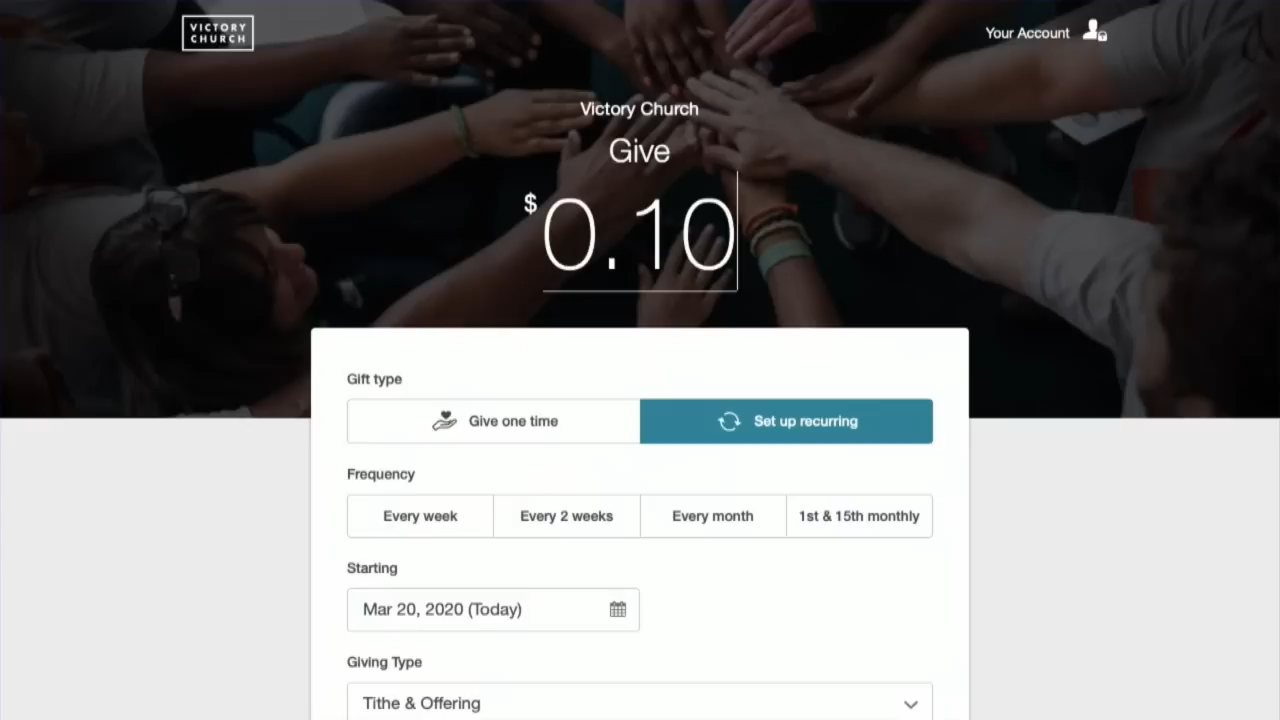 VICTORY
CHURCH
Your Account
Victory Church
Give
$0.10
Gift type
Give one time
Set up recurring
Frequency
Every week
Every 2 weeks
Every month
1st & 15th monthly
Starting
Mar 20, 2020 (Today)
Giving Type
Tithe & Offering